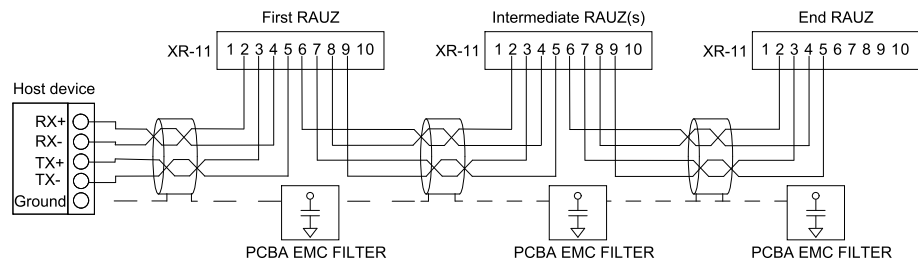 First RAUZ
Intermediate RAUZ(s)
End RAUZ
XR-11 1 2 3 4 5 6 7 8 9 10
XR-11 1 2 3 4 5 6 7 8 9 10
XR-11 1 2 3 4 5 6 7 8 9 10
Host device
RX+
RX-
TX+
TX-
Ground
PCBA EMC FILTER
PCBA EMC FILTER
PCBA EMC FILTER